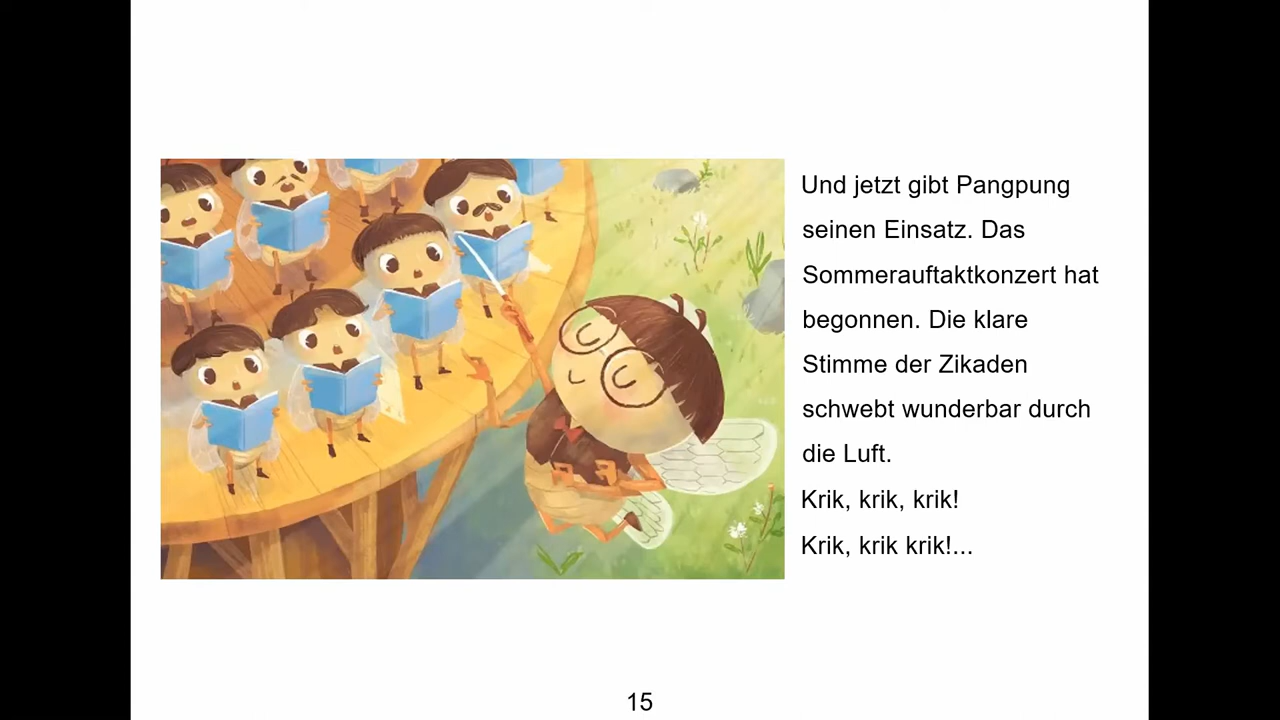 Und jetzt gibt Pangpung
seinen Einsatz. Das
Sommerauftaktkonzert hat
begonnen. Die klare
Stimme der Zikaden
schwebt wunderbar durch
die Luft.
Krik, krik, krik!
Krik, krik krik!...
15